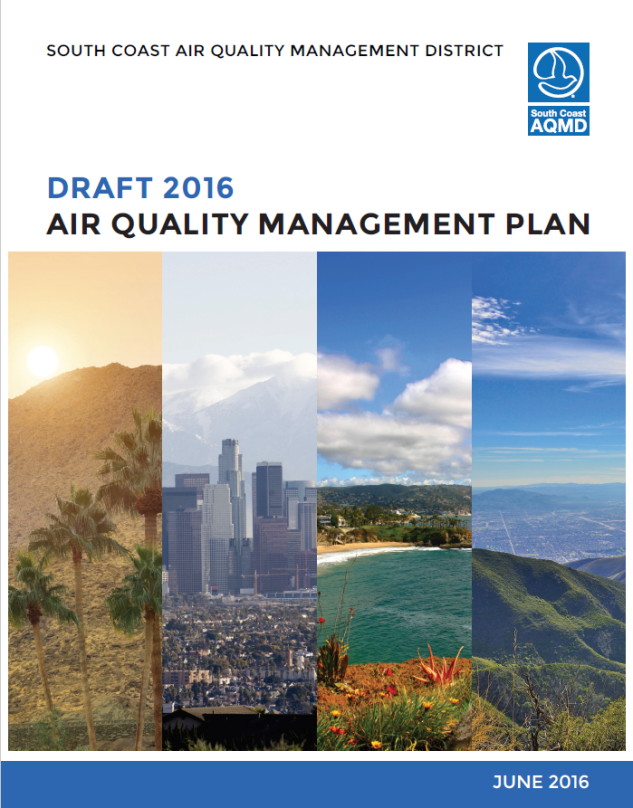 SOUTH COAST AIR QUALITY MANAGEMENT DISTRICT
South Coast
AQMD
DRAFT 2016
AIR QUALITY MANAGEMENT PLAN
JUNE 2016